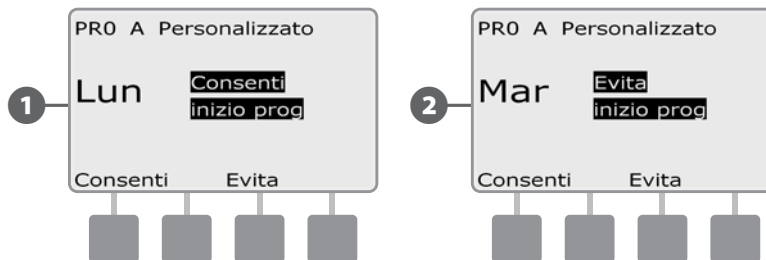 PR0 A Personalizzato
1
Lun
Consenti
inizio prog
Consenti Evita
PR0 A Personalizzato
2
Mar
Evita
inizio prog
Consenti Evita